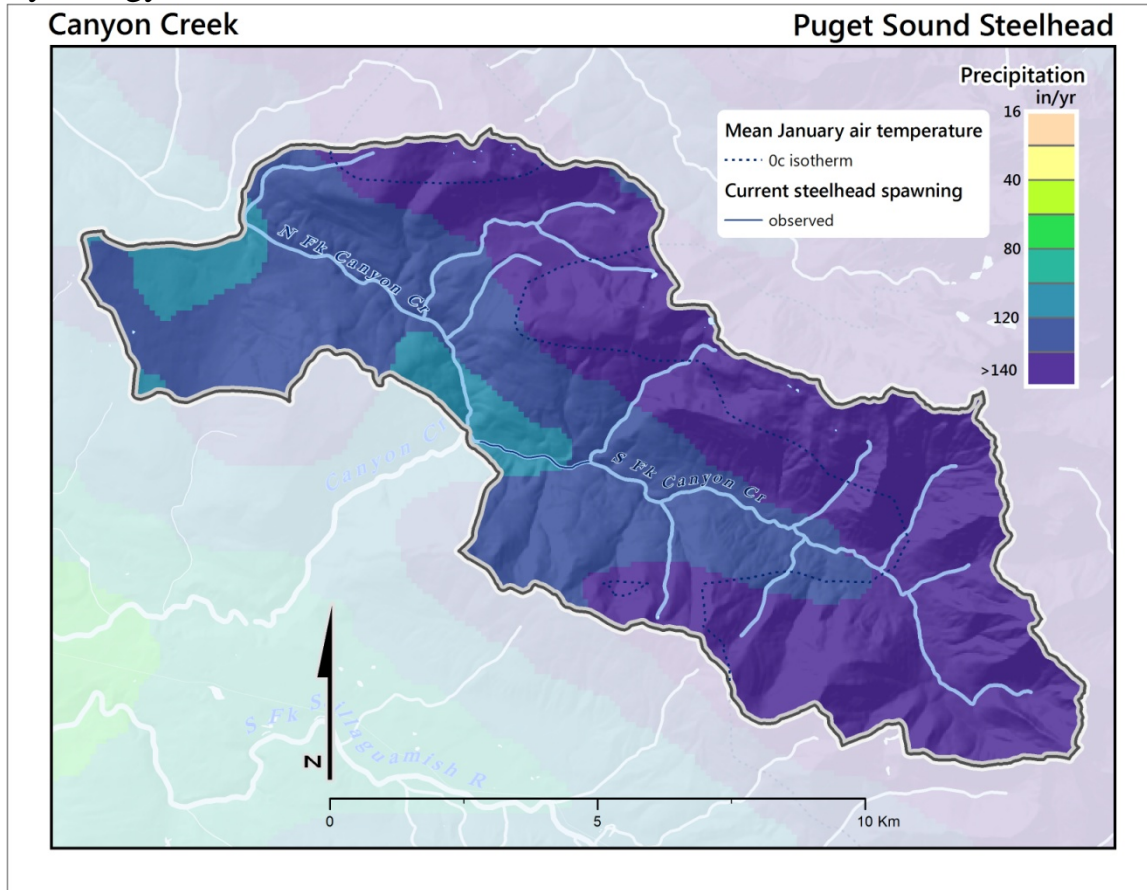 Canyon Creek
Puget Sound Steelhead
Precipitation
in/yr
16
40
80
120
>140
Mean January air temperature
0c isotherm
Current steelhead spawning
observed
N Fk Canyon Cr
S Fk Canyon Cr
Canyon Cr
S Fk Stillaguamish R
N
0
5
10 Km